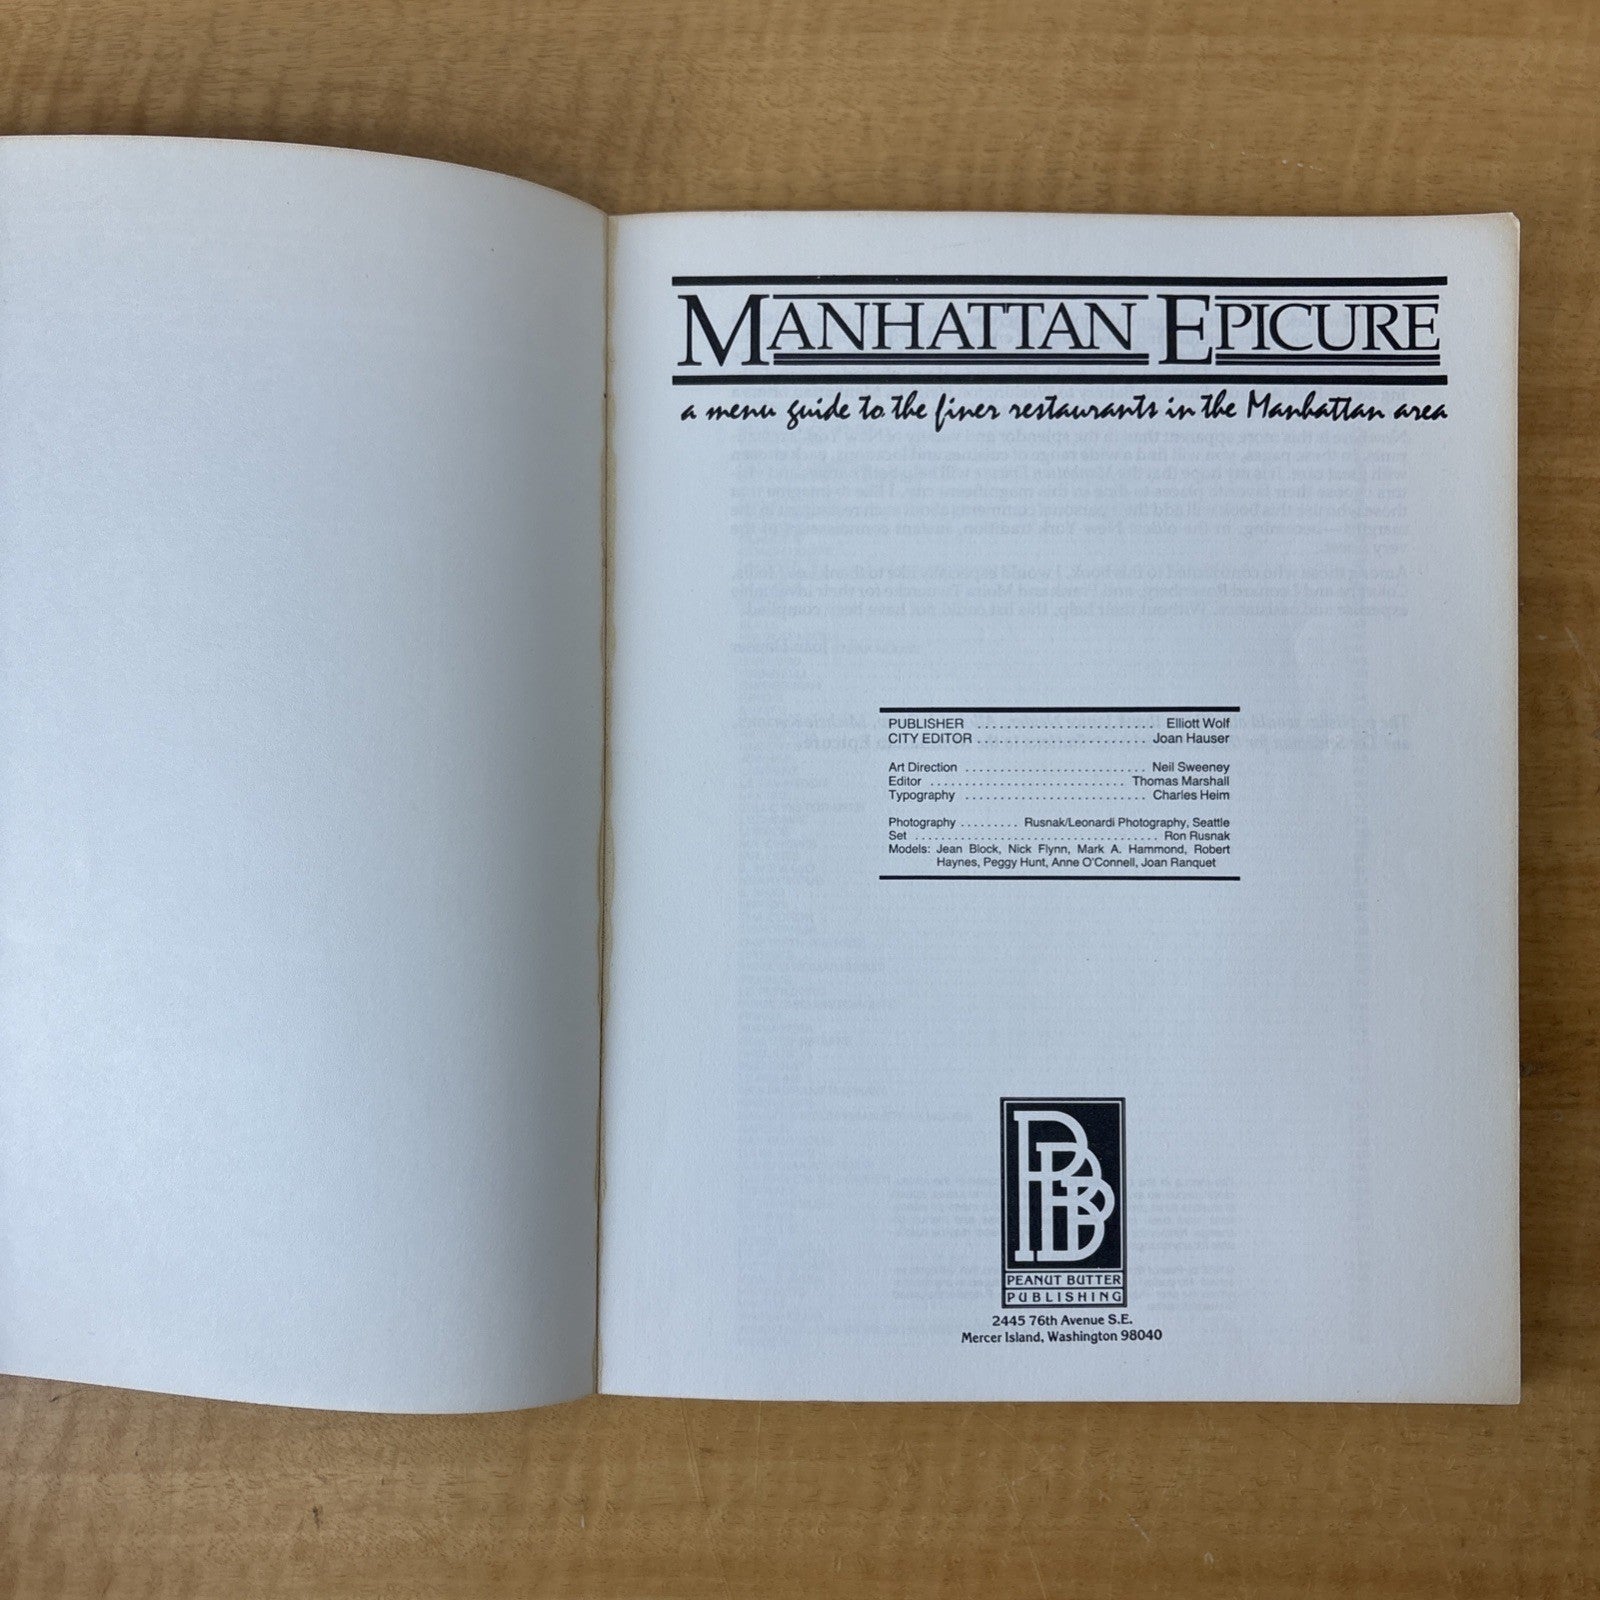 MANHATTAN EPICURE
a menu guide to the finer restaurants in the Manhattan area
PUBLISHER ........................ Elliott Wolf
CITY EDITOR ........................ Joan Hauser
Art Direction ........................ Neil Sweeney
Editor ........................ Thomas Marshall
Typography ........................ Charles Heim
Photography ......... Rusnak/Leonardi Photography, Seattle
Set ........................ Ron Rusnak
Models: Jean Block, Nick Flynn, Mark A. Hammond, Robert
Haynes, Peggy Hunt, Anne O'Connell, Joan Ranquet
PPB
PEANUT BUTTER
PUBLISHING
2445 76th Avenue S.E.
Mercer Island, Washington 98040